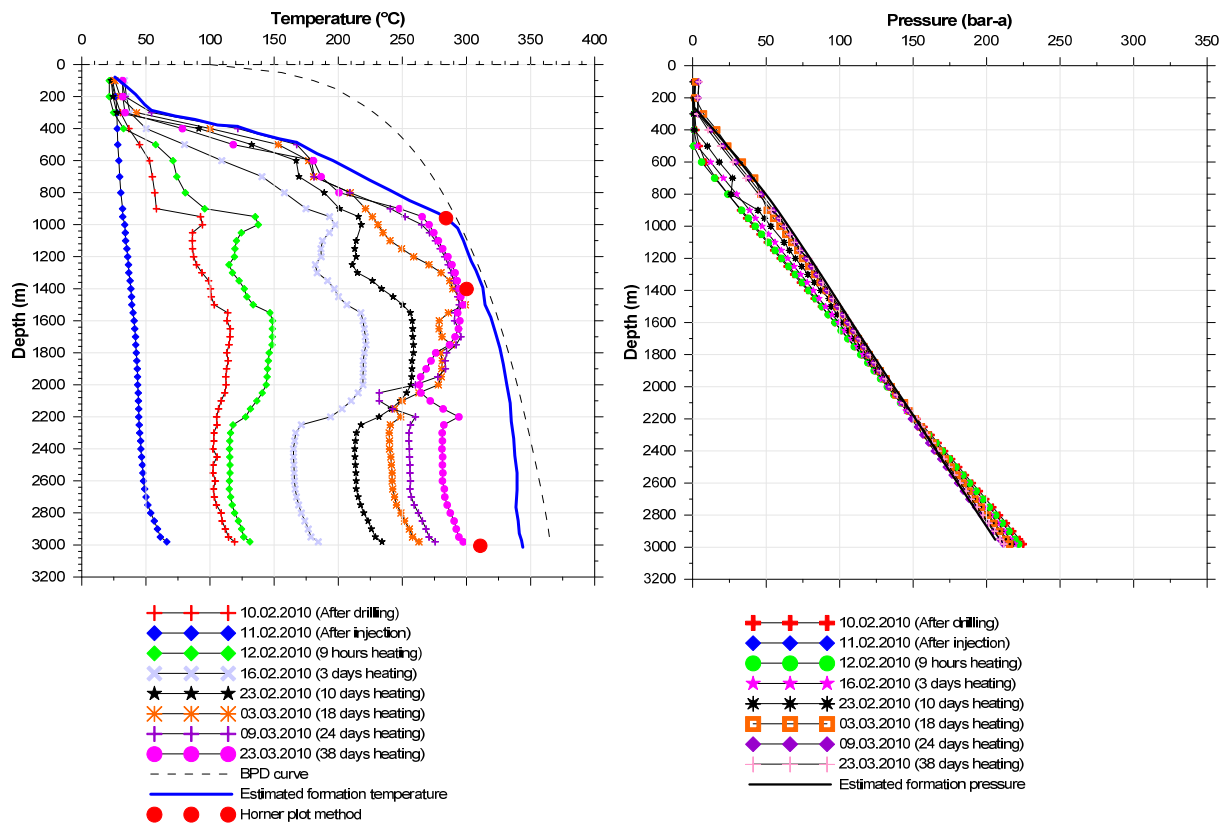 Temperature (°C)
0 50 100 150 200 250 300 350 400
Depth (m)
0
200
400
600
800
1000
1200
1400
1600
1800
2000
2200
2400
2600
2800
3000
3200
10.02.2010 (After drilling)
11.02.2010 (After injection)
12.02.2010 (9 hours heating)
16.02.2010 (3 days heating)
23.02.2010 (10 days heating)
03.03.2010 (18 days heating)
09.03.2010 (24 days heating)
23.03.2010 (38 days heating)
BPD curve
Estimated formation temperature
Horner plot method
Pressure (bar-a)
0 50 100 150 200 250 300 350
Depth (m)
0
200
400
600
800
1000
1200
1400
1600
1800
2000
2200
2400
2600
2800
3000
3200
10.02.2010 (After drilling)
11.02.2010 (After injection)
12.02.2010 (9 hours heating)
16.02.2010 (3 days heating)
23.02.2010 (10 days heating)
03.03.2010 (18 days heating)
09.03.2010 (24 days heating)
23.03.2010 (38 days heating)
Estimated formation pressure